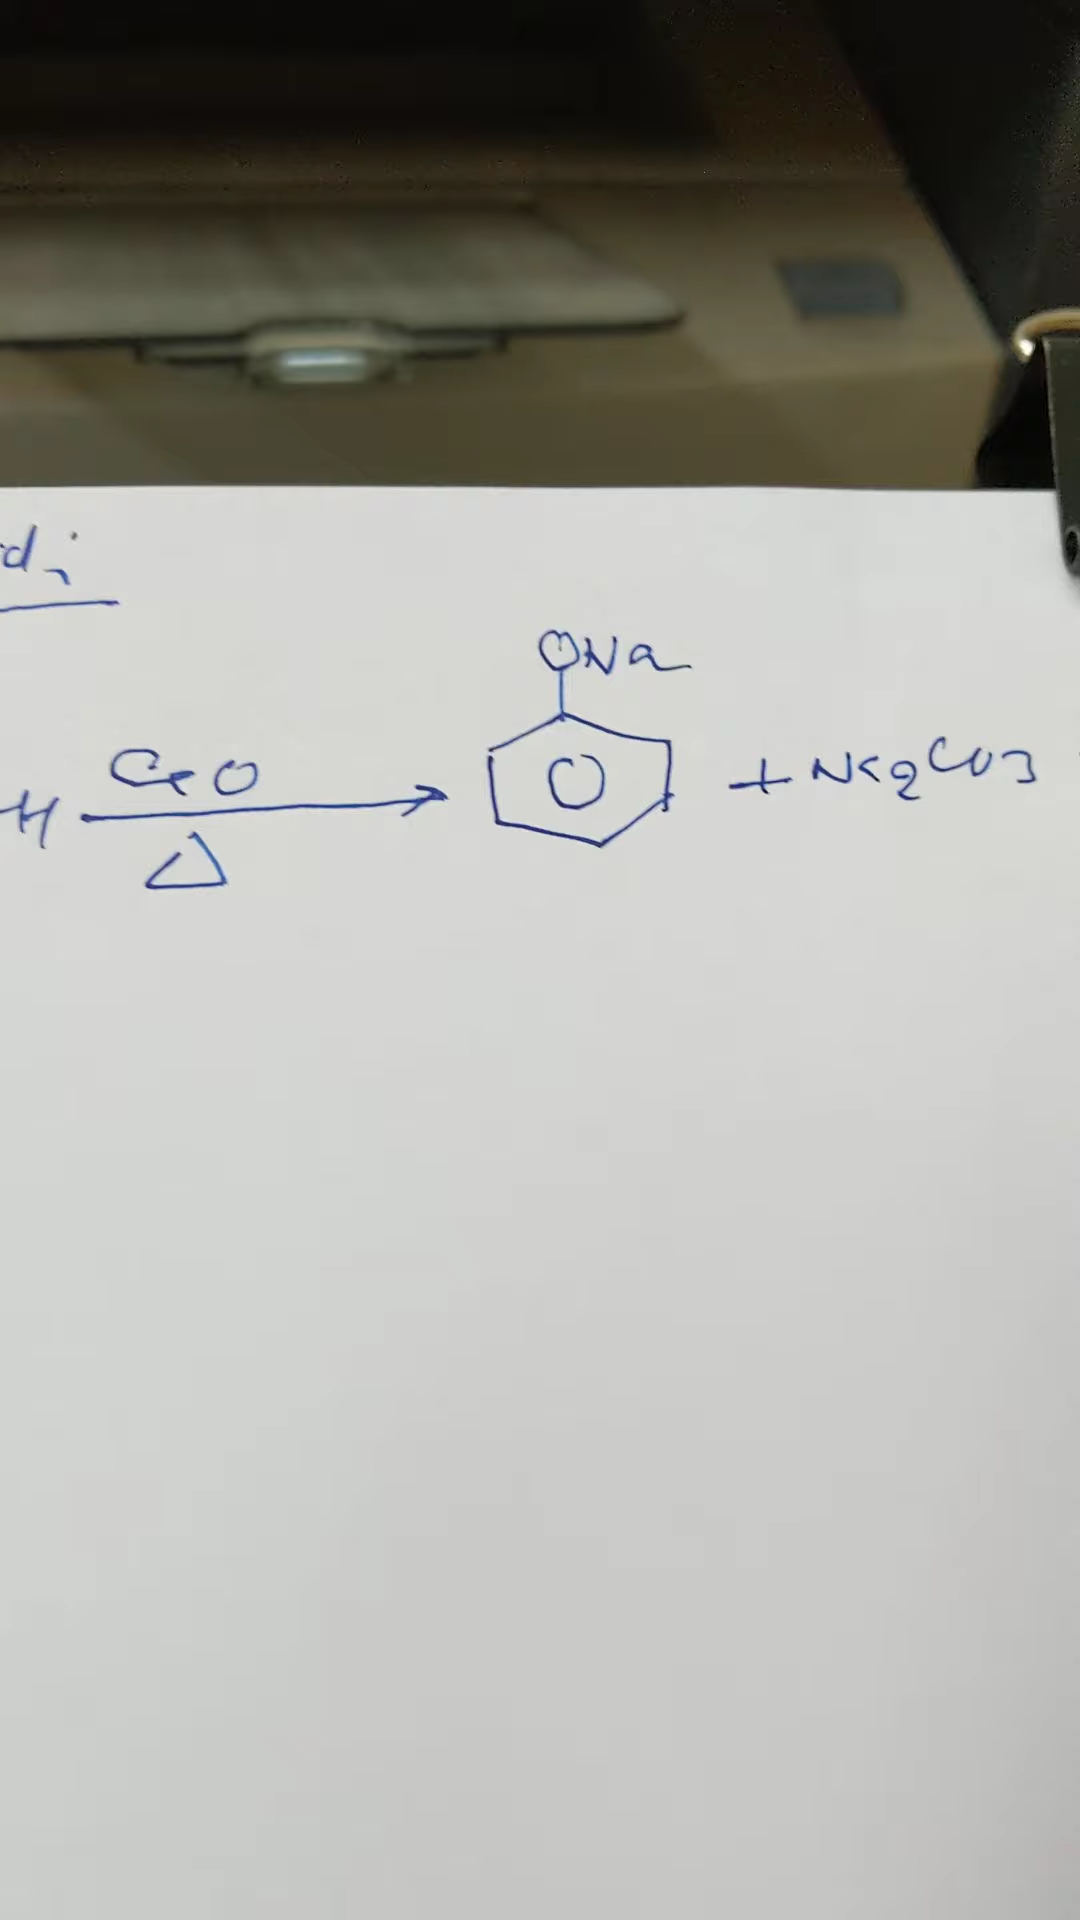 d;
ONa
H CaO + Na2CO3
Δ